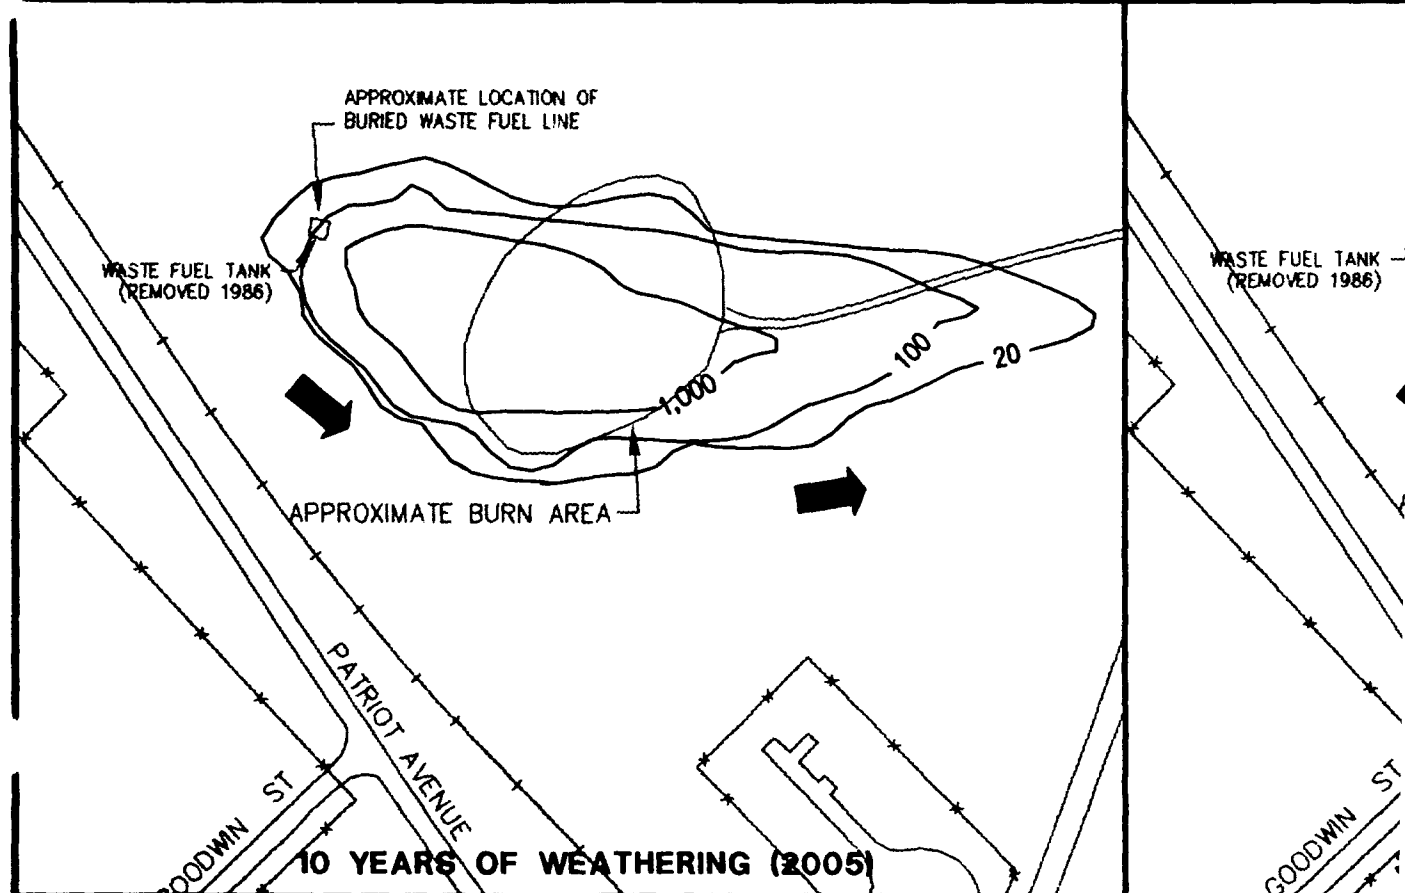 APPROXIMATE LOCATION OF
BURIED WASTE FUEL LINE
WASTE FUEL TANK
(REMOVED 1986)
WASTE FUEL TANK
(REMOVED 1986)
100
20
1,000
APPROXIMATE BURN AREA
PATRIOT AVENUE
GOODWIN ST
GOODWIN ST
10 YEARS OF WEATHERING (2005)